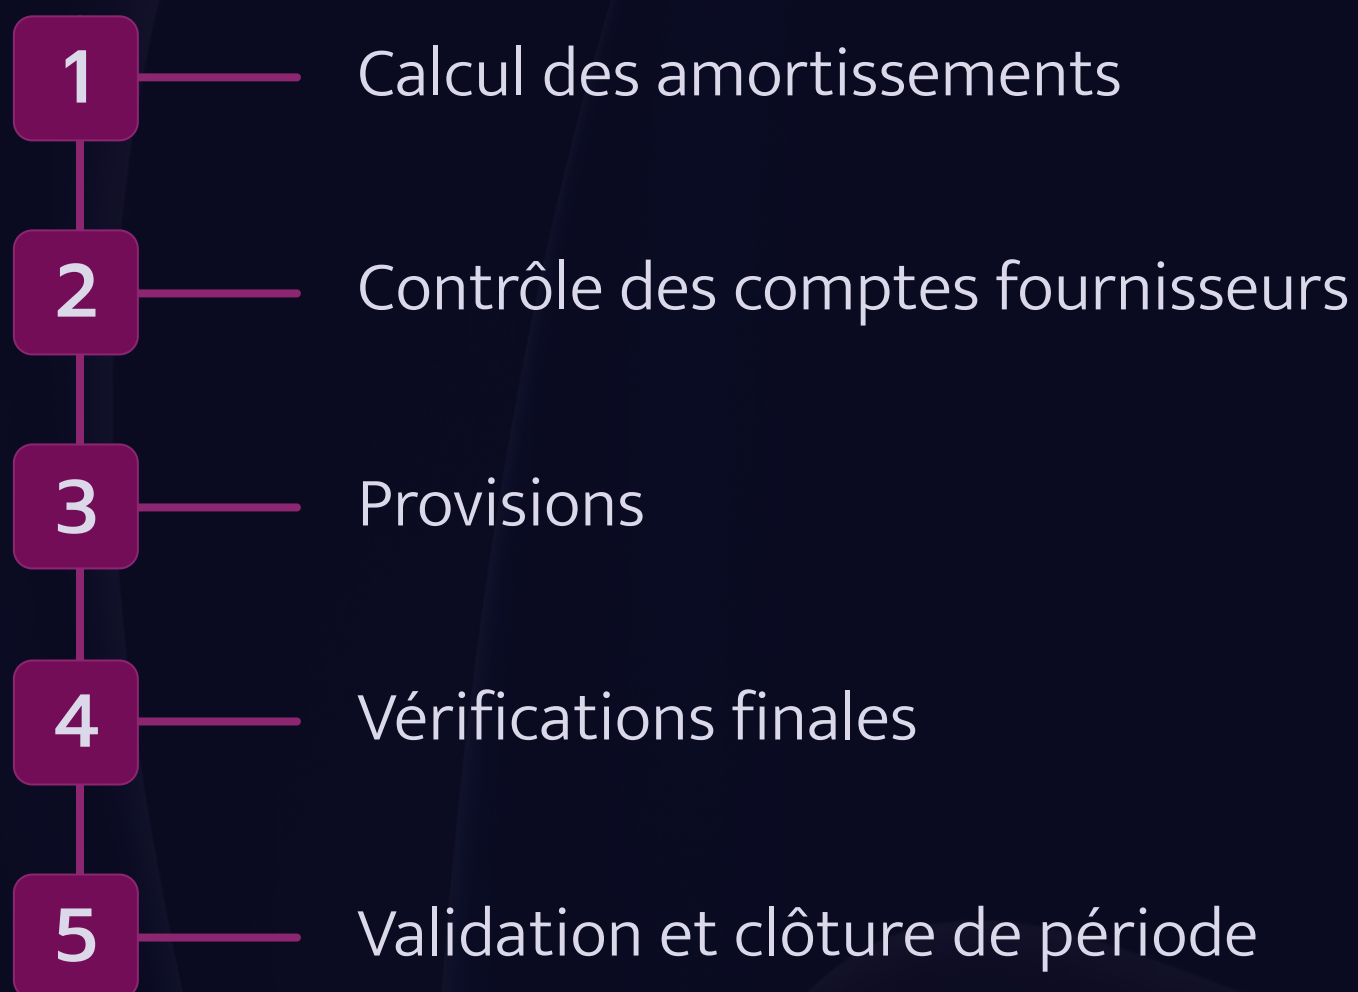 1 Calcul des amortissements
2 Contrôle des comptes fournisseurs
3 Provisions
4 Vérifications finales
5 Validation et clôture de période